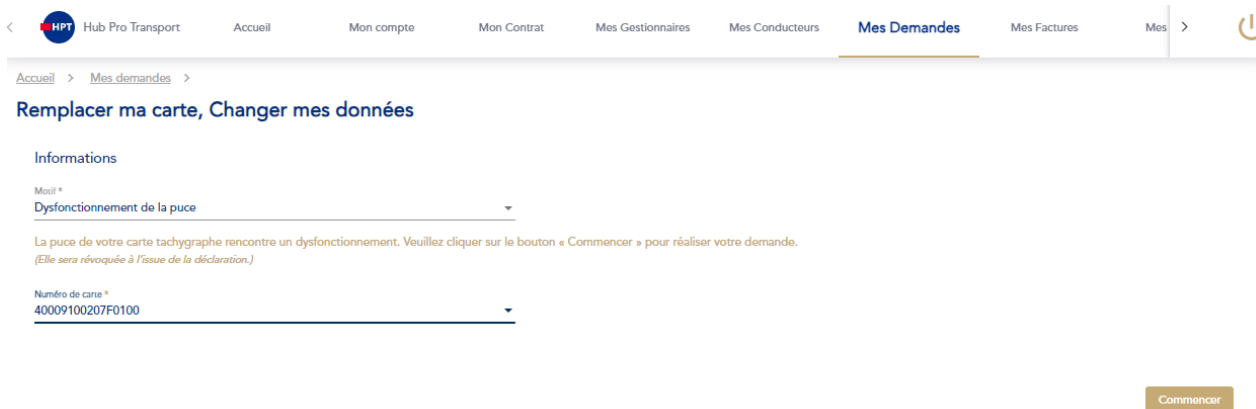 HPT Hub Pro Transport Accueil Mon compte Mon Contrat Mes Gestionnaires Mes Conducteurs Mes Demandes Mes Factures Mes
Accueil > Mes demandes >
Remplacer ma carte, Changer mes données
Informations
Motif *
Dysfonctionnement de la puce
La puce de votre carte tachygraphe rencontre un dysfonctionnement. Veuillez cliquer sur le bouton « Commencer » pour réaliser votre demande.
(Elle sera révoquée à l'issue de la déclaration.)
Numéro de carte *
40009100207F0100
Commencer